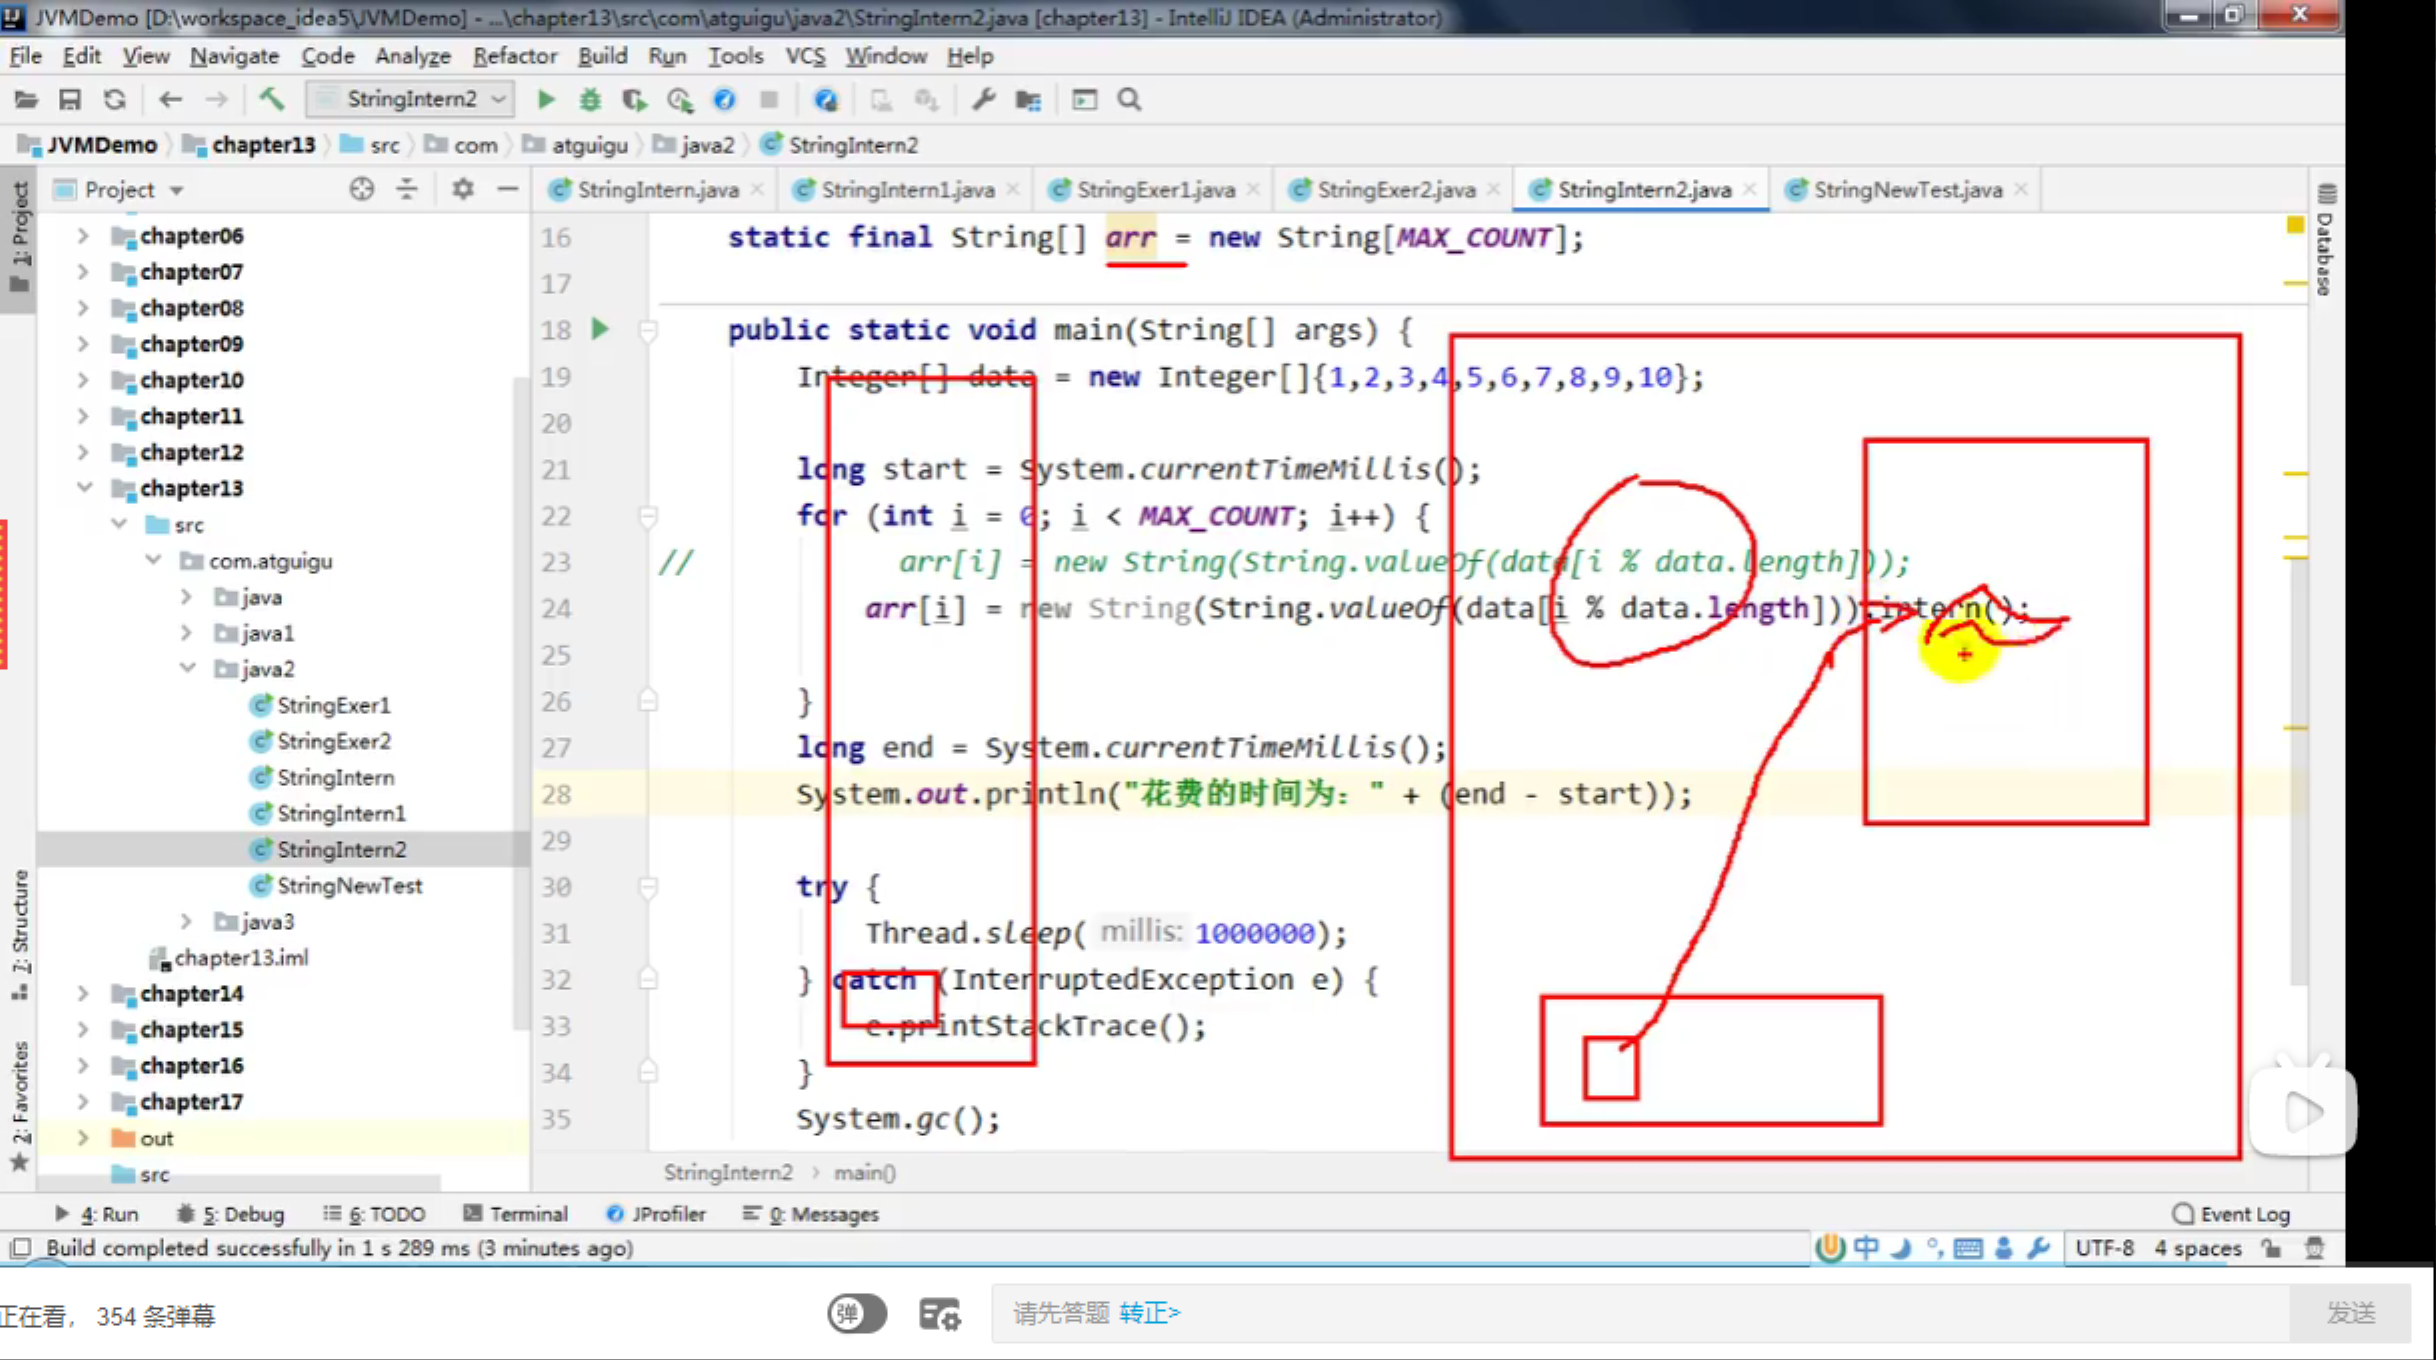 JVMDemo [D:\workspace_idea5\JVMDemo] - ...\chapter13\src\com\atguigu\java2\StringIntern2.java [chapter13] - IntelliJ IDEA (Administrator)
File Edit View Navigate Code Analyze Refactor Build Run Tools VCS Window Help
StringIntern2
JVMDemo chapter13 src com atguigu java2 StringIntern2
Project
StringIntern.java StringIntern1.java StringExer1.java StringExer2.java StringIntern2.java StringNewTest.java
1: Project
7: Structure
2: Favorites
Database
chapter06
chapter07
chapter08
chapter09
chapter10
chapter11
chapter12
chapter13
src
com.atguigu
java
java1
java2
StringExer1
StringExer2
StringIntern
StringIntern1
StringIntern2
StringNewTest
java3
chapter13.iml
chapter14
chapter15
chapter16
chapter17
out
src
16 static final String[] arr = new String[MAX_COUNT];
17
18 public static void main(String[] args) {
19 Integer[] data = new Integer[]{1,2,3,4,5,6,7,8,9,10};
20
21 long start = System.currentTimeMillis();
22 for (int i = 0; i < MAX_COUNT; i++) {
23 // arr[i] = new String(String.valueOf(data[i % data.length]));
24 arr[i] = new String(String.valueOf(data[i % data.length])).intern();
25
26 }
27 long end = System.currentTimeMillis();
28 System.out.println("花费的时间为：" + (end - start));
29
30 try {
31 Thread.sleep( millis: 1000000);
32 } catch (InterruptedException e) {
33 e.printStackTrace();
34 }
35 System.gc();
StringIntern2 main()
4: Run 5: Debug 6: TODO Terminal JProfiler 0: Messages Event Log
Build completed successfully in 1 s 289 ms (3 minutes ago) 中 UTF-8 4 spaces
正在看， 354 条弹幕 弹 请先答题 转正> 发送